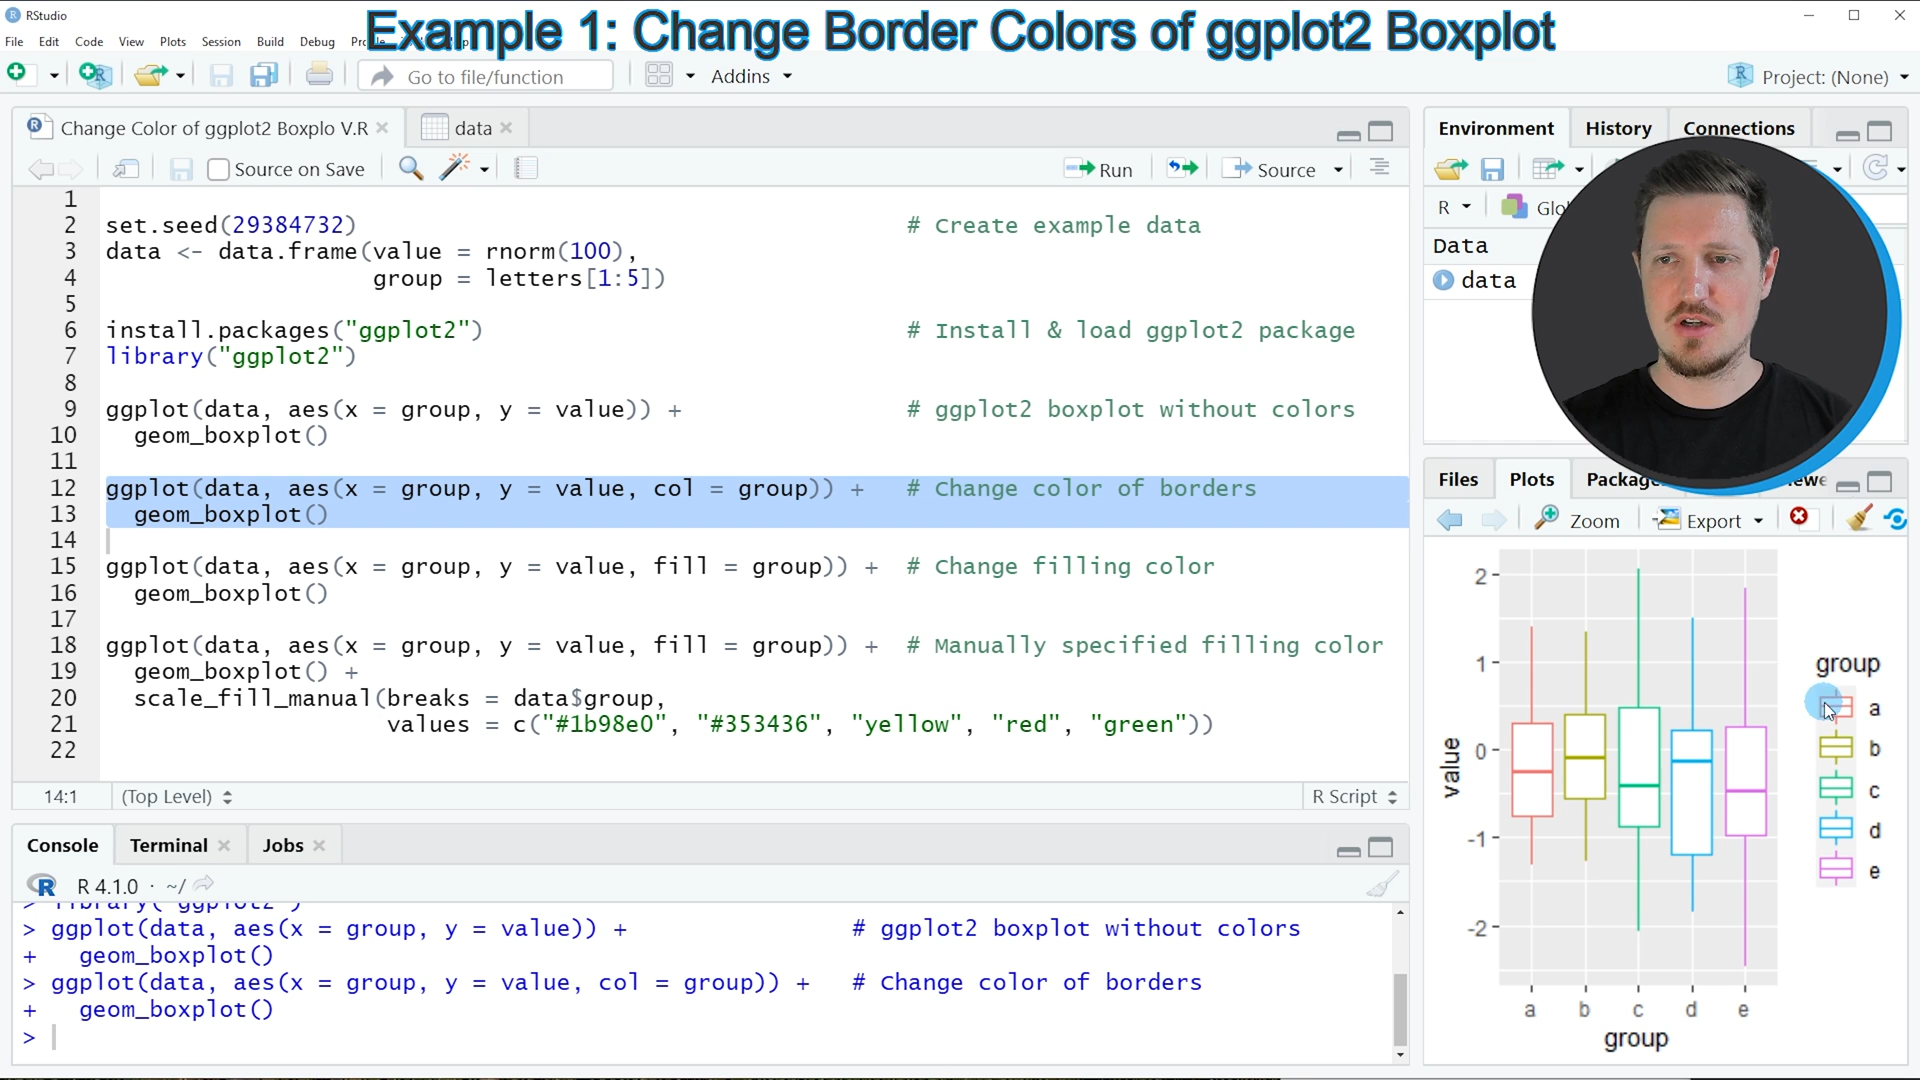 RStudio
Example 1: Change Border Colors of ggplot2 Boxplot
File Edit Code View Plots Session Build Debug
Go to file/function
Addins
Project: (None)
Change Color of ggplot2 Boxplo V.R
data
Source on Save
Run
Source
1
2 set.seed(29384732) # Create example data
3 data <- data.frame(value = rnorm(100),
4 group = letters[1:5])
5
6 install.packages("ggplot2") # Install & load ggplot2 package
7 library("ggplot2")
8
9 ggplot(data, aes(x = group, y = value)) + # ggplot2 boxplot without colors
10 geom_boxplot()
11
12 ggplot(data, aes(x = group, y = value, col = group)) + # Change color of borders
13 geom_boxplot()
14
15 ggplot(data, aes(x = group, y = value, fill = group)) + # Change filling color
16 geom_boxplot()
17
18 ggplot(data, aes(x = group, y = value, fill = group)) + # Manually specified filling color
19 geom_boxplot() +
20 scale_fill_manual(breaks = data$group,
21 values = c("#1b98e0", "#353436", "yellow", "red", "green"))
22
14:1 (Top Level) R Script
Console Terminal Jobs
R 4.1.0 · ~/
> library("ggplot2")
> ggplot(data, aes(x = group, y = value)) + # ggplot2 boxplot without colors
+ geom_boxplot()
> ggplot(data, aes(x = group, y = value, col = group)) + # Change color of borders
+ geom_boxplot()
>
Environment History Connections
R Glo
Data
data
Files Plots Packag
Zoom Export
2
1
0
-1
-2
value
a b c d e
group
group
a
b
c
d
e